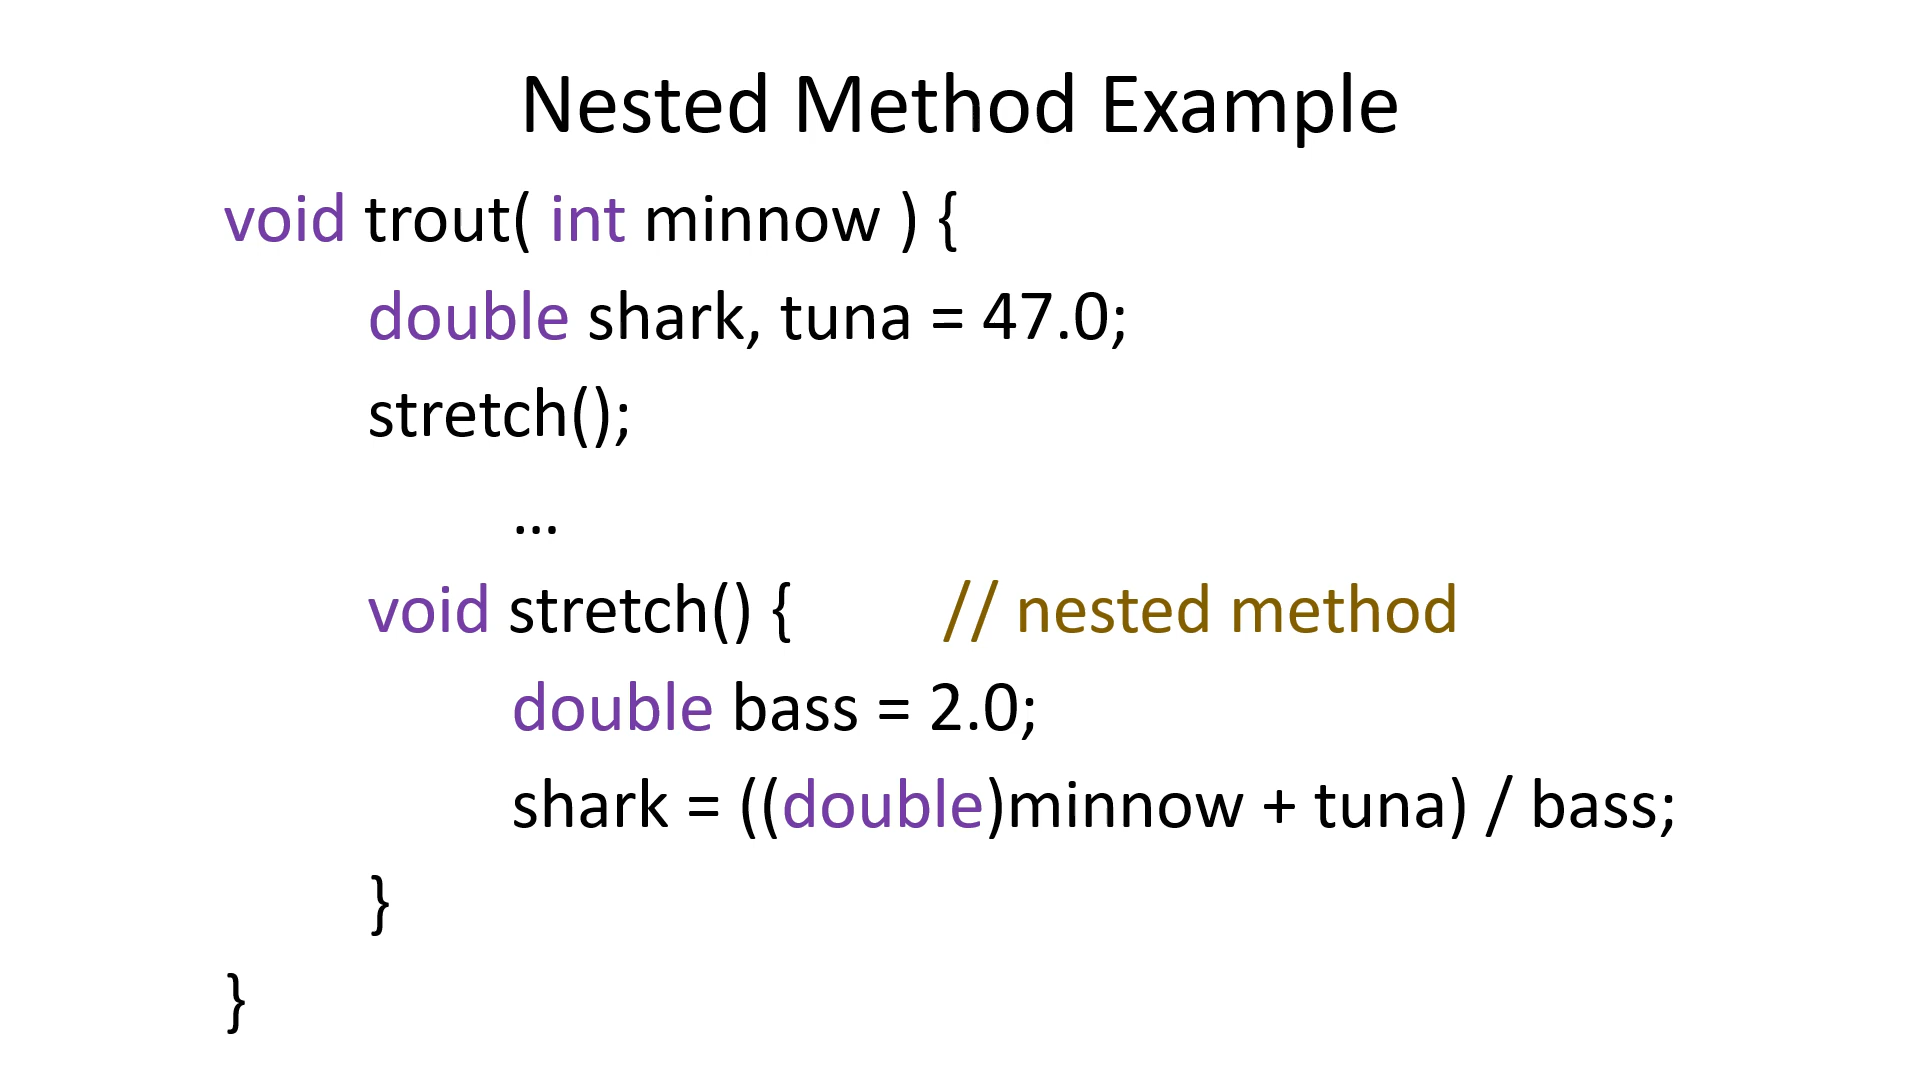 Nested Method Example
void trout( int minnow ) {
double shark, tuna = 47.0;
stretch();
…
void stretch() { // nested method
double bass = 2.0;
shark = ((double)minnow + tuna) / bass;
}
}